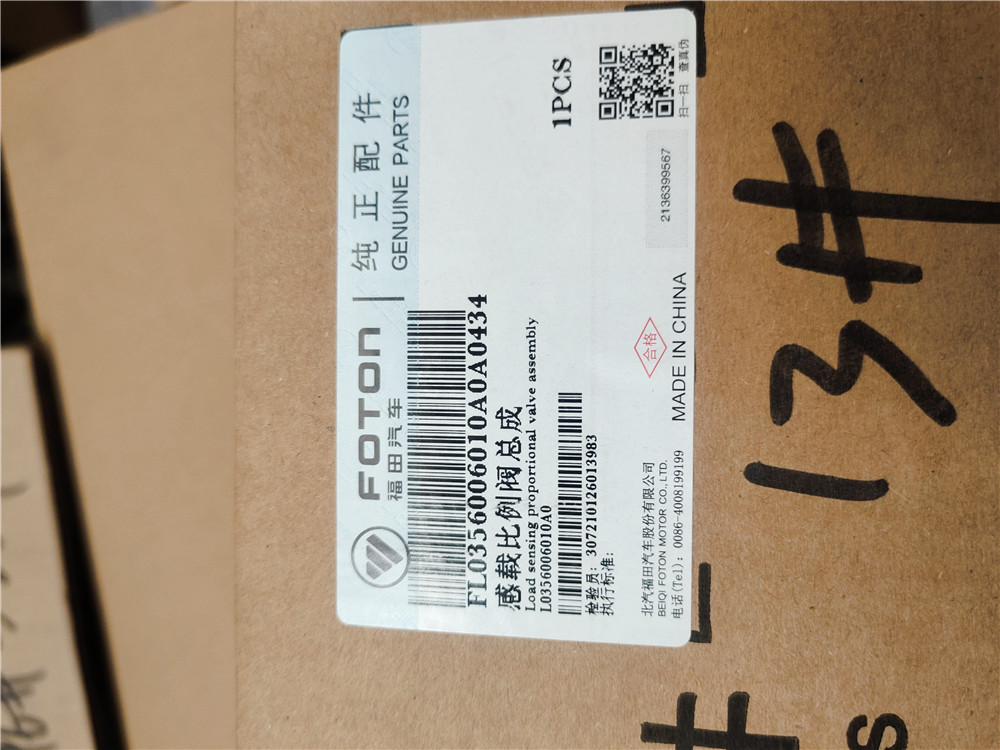 FOTON
福田汽车
纯正配件
GENUINE PARTS
FL0356006010A0A0434
感载比例阀总成
Load sensing proportional valve assembly
L0356006010A0
1PCS
扫一扫 查真伪
检验员: 307210126013983
执行标准:
合格
2136399567
北汽福田汽车股份有限公司
BEIQI FOTON MOTOR CO.,LTD.
电话(Tel): 0086-4008199199
MADE IN CHINA
13#